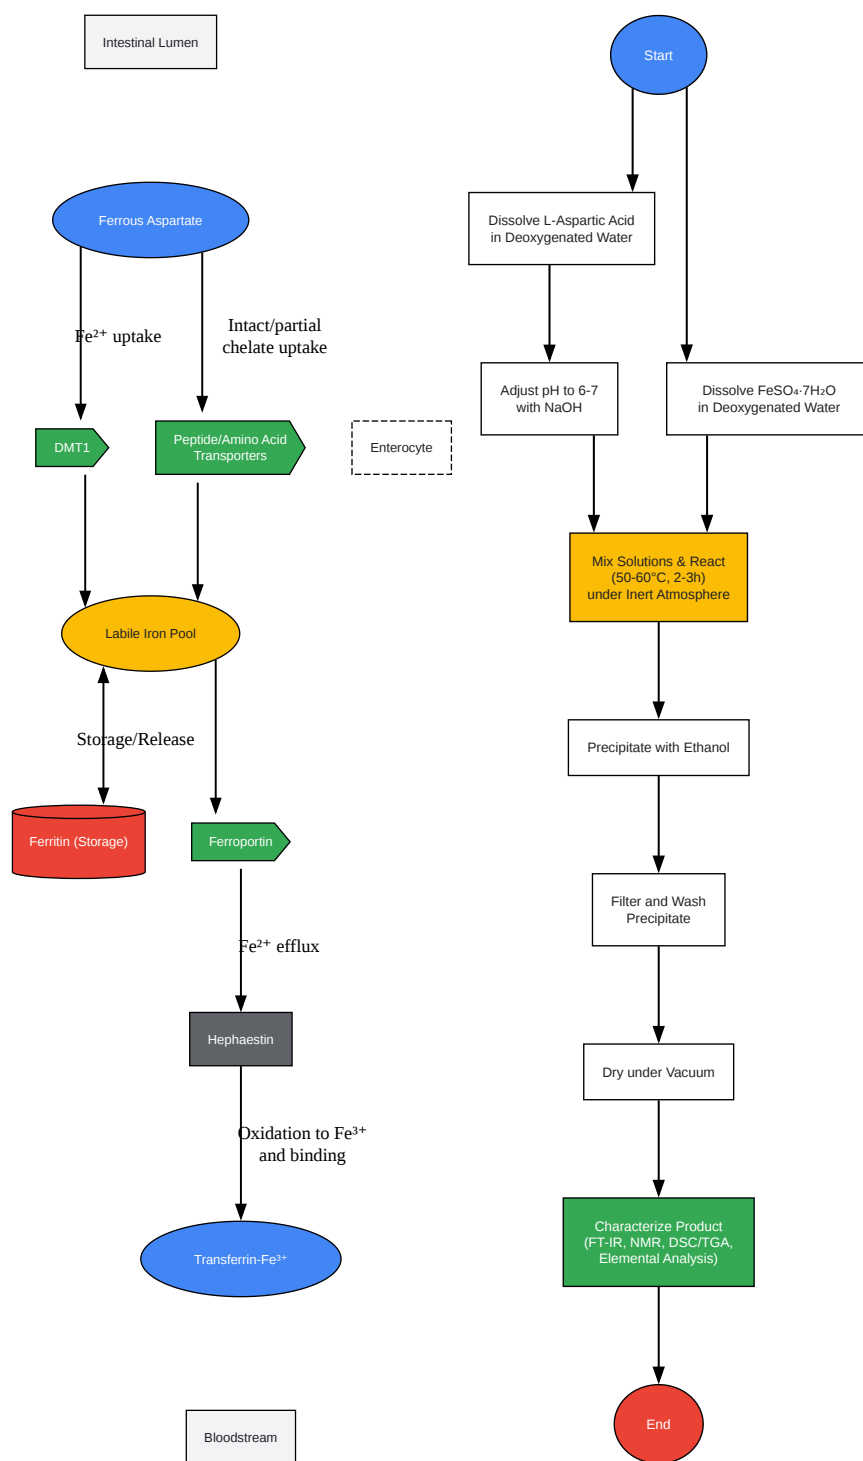 Intestinal Lumen
Ferrous Aspartate
Fe²⁺ uptake
Intact/partial
chelate uptake
DMT1
Peptide/Amino Acid
Transporters
Enterocyte
Labile Iron Pool
Storage/Release
Ferritin (Storage)
Ferroportin
Fe²⁺ efflux
Hephaestin
Oxidation to Fe³⁺
and binding
Transferrin-Fe³⁺
Bloodstream
Start
Dissolve L-Aspartic Acid
in Deoxygenated Water
Adjust pH to 6-7
with NaOH
Dissolve FeSO₄·7H₂O
in Deoxygenated Water
Mix Solutions & React
(50-60°C, 2-3h)
under Inert Atmosphere
Precipitate with Ethanol
Filter and Wash
Precipitate
Dry under Vacuum
Characterize Product
(FT-IR, NMR, DSC/TGA,
Elemental Analysis)
End